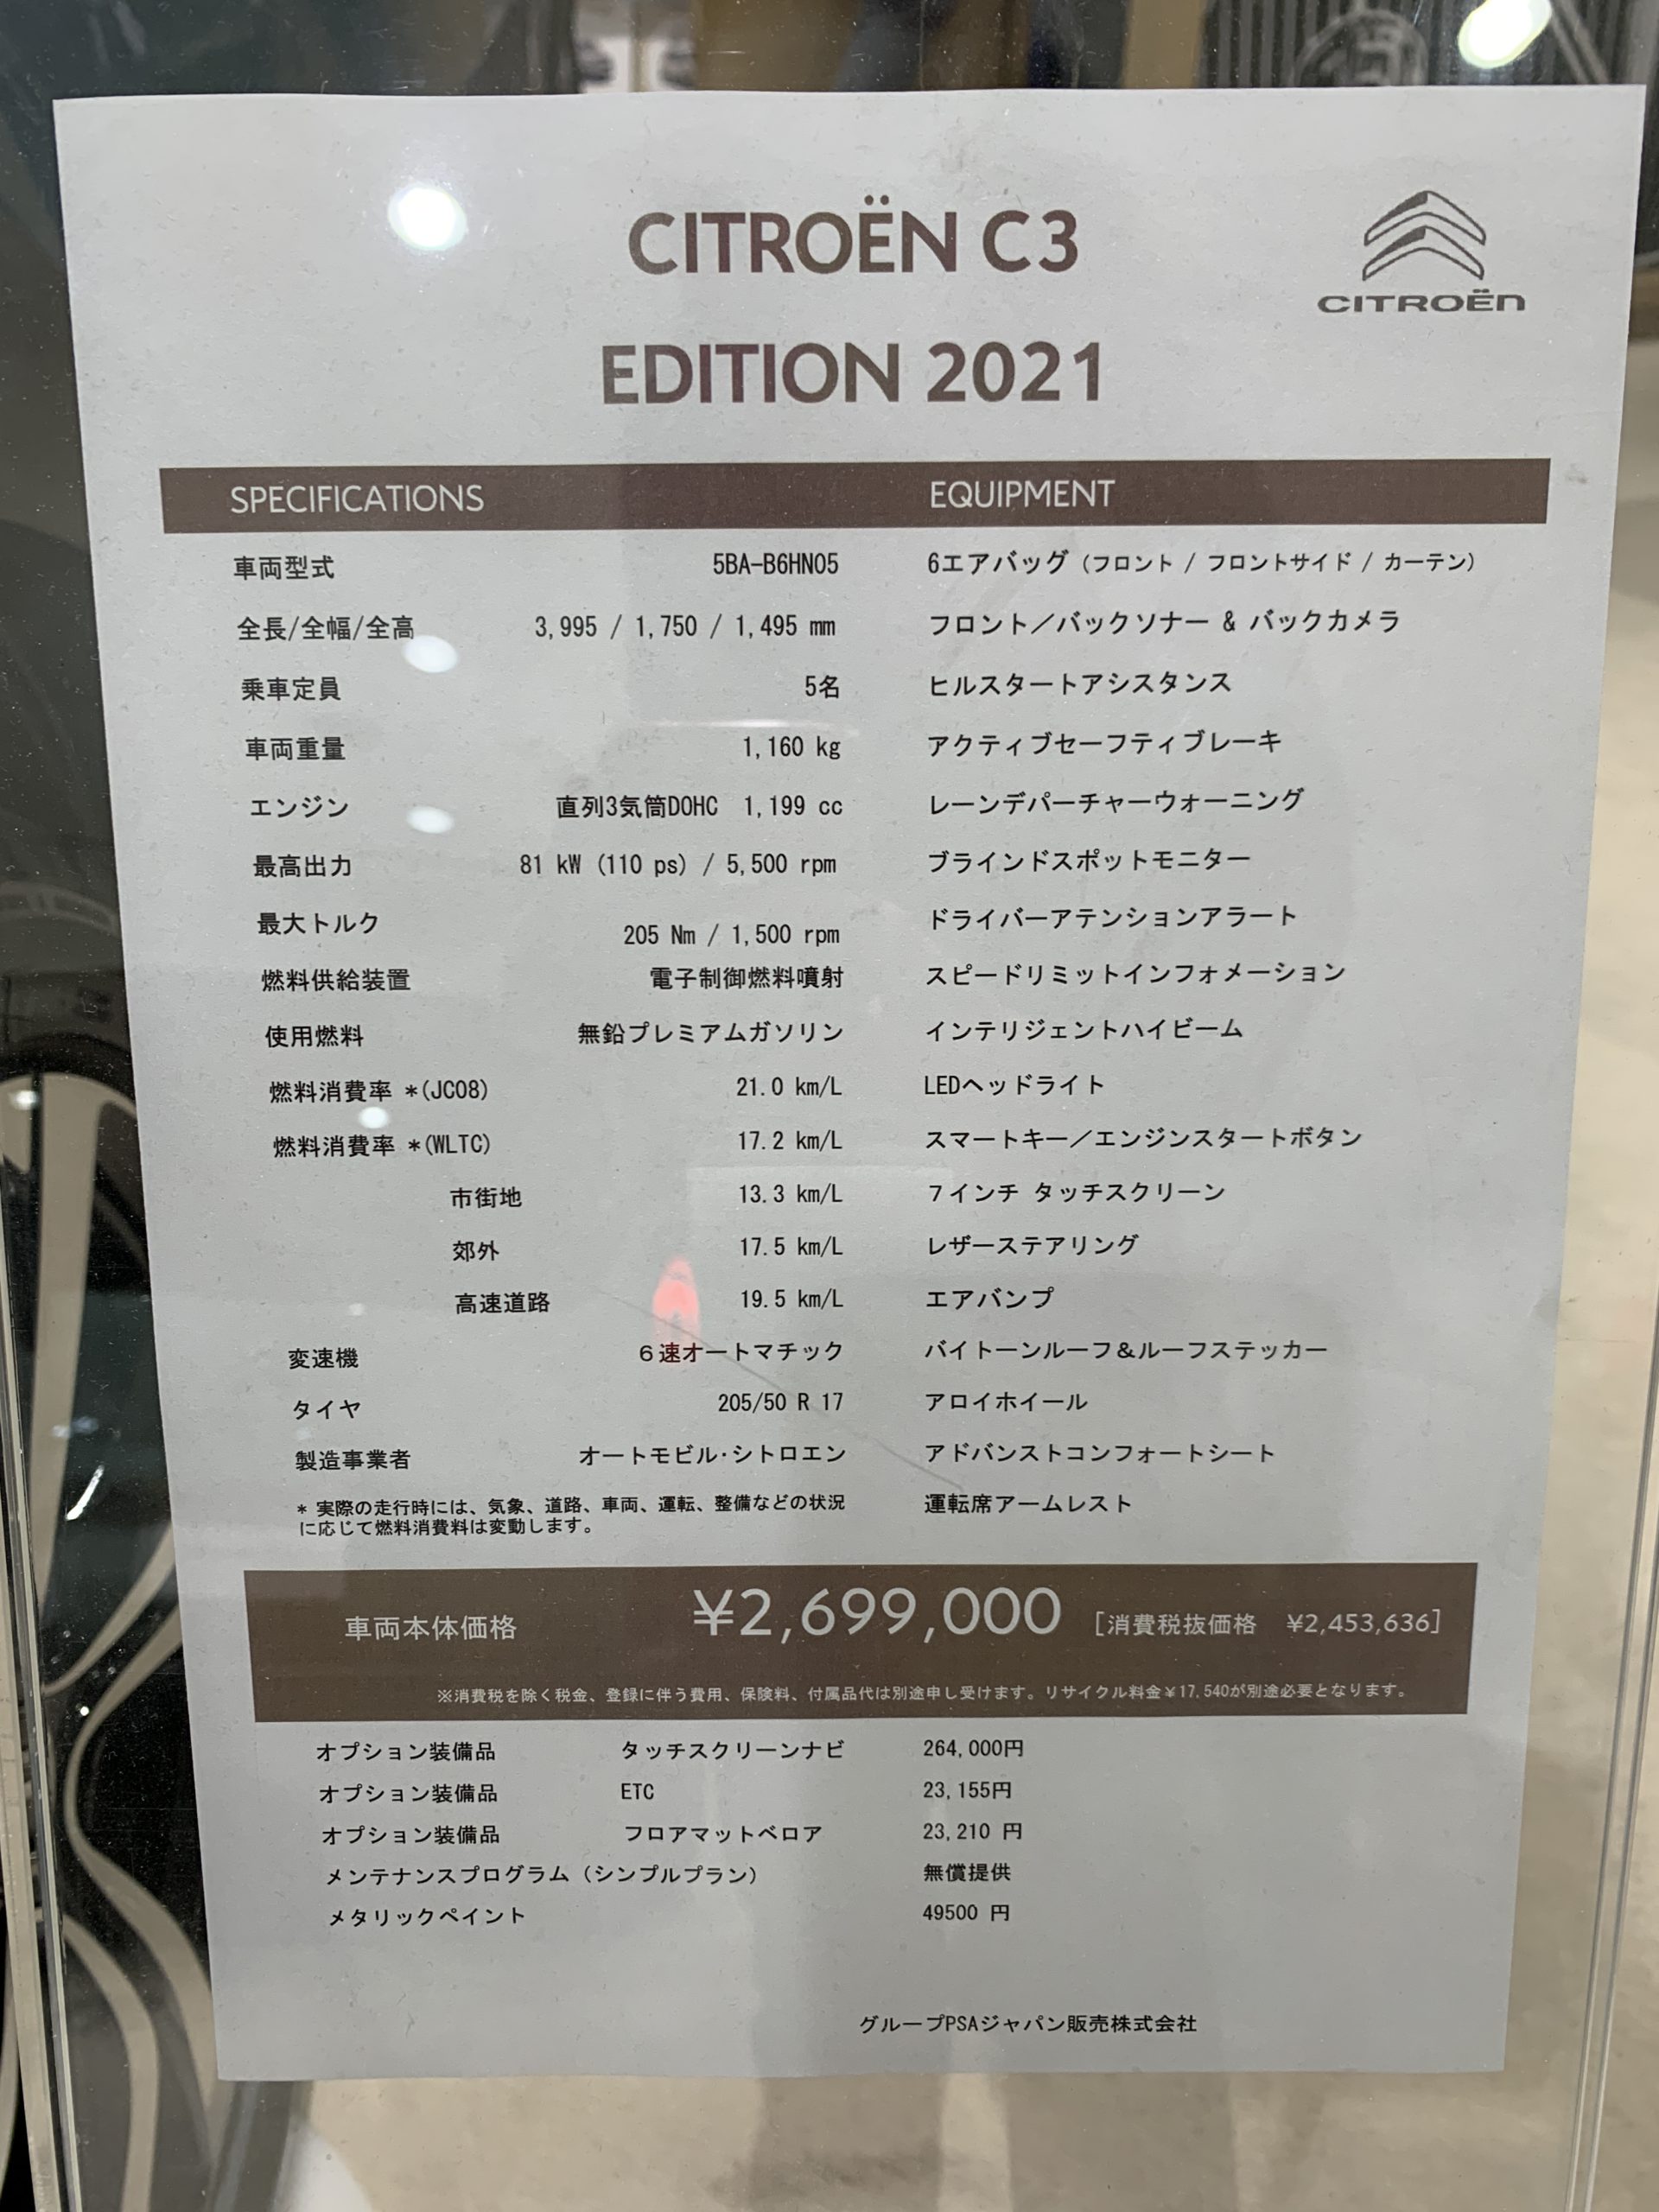 CITROËN C3
CITROËN
EDITION 2021
SPECIFICATIONS
車両型式 5BA-B6HN05
全長/全幅/全高 3,995 / 1,750 / 1,495 mm
乗車定員 5名
車両重量 1,160 kg
エンジン 直列3気筒DOHC 1,199 cc
最高出力 81 kW (110 ps) / 5,500 rpm
最大トルク 205 Nm / 1,500 rpm
燃料供給装置 電子制御燃料噴射
使用燃料 無鉛プレミアムガソリン
燃料消費率 *(JC08) 21.0 km/L
燃料消費率 *(WLTC) 17.2 km/L
市街地 13.3 km/L
郊外 17.5 km/L
高速道路 19.5 km/L
変速機 6速オートマチック
タイヤ 205/50 R 17
製造事業者 オートモビル･シトロエン
* 実際の走行時には、気象、道路、車両、運転、整備などの状況
に応じて燃料消費料は変動します。
EQUIPMENT
6エアバッグ（フロント / フロントサイド / カーテン）
フロント／バックソナー & バックカメラ
ヒルスタートアシスタンス
アクティブセーフティブレーキ
レーンデパーチャーウォーニング
ブラインドスポットモニター
ドライバーアテンションアラート
スピードリミットインフォメーション
インテリジェントハイビーム
LEDヘッドライト
スマートキー／エンジンスタートボタン
7インチ タッチスクリーン
レザーステアリング
エアバンプ
バイトーンルーフ＆ルーフステッカー
アロイホイール
アドバンストコンフォートシート
運転席アームレスト
車両本体価格 ¥2,699,000 [消費税抜価格 ¥2,453,636]
※消費税を除く税金、登録に伴う費用、保険料、付属品代は別途申し受けます。リサイクル料金￥17,540が別途必要となります。
オプション装備品 タッチスクリーンナビ 264,000円
オプション装備品 ETC 23,155円
オプション装備品 フロアマットベロア 23,210 円
メンテナンスプログラム（シンプルプラン） 無償提供
メタリックペイント 49500 円
グループPSAジャパン販売株式会社